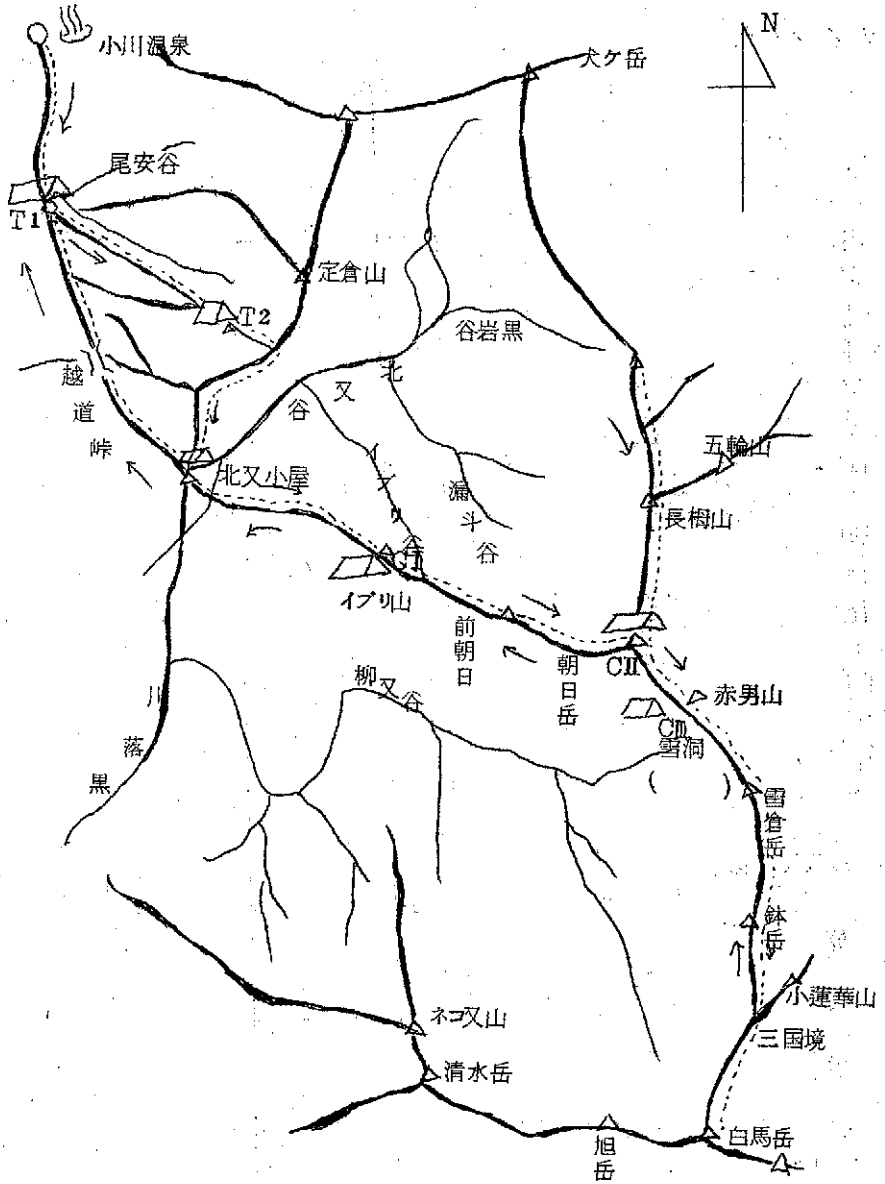 小川温泉
犬ケ岳
N
尾安谷
T1
定倉山
T2
谷岩黒
越道峠
北又谷
イブリ谷
漏斗谷
五輪山
北又小屋
長栂山
CI
イブリ山
前朝日
朝日岳
CII
赤男山
柳又谷
CIII
雪洞
( )
雪倉岳
黒落川
鉢岳
小蓮華山
三国境
ネコ又山
清水岳
旭岳
白馬岳